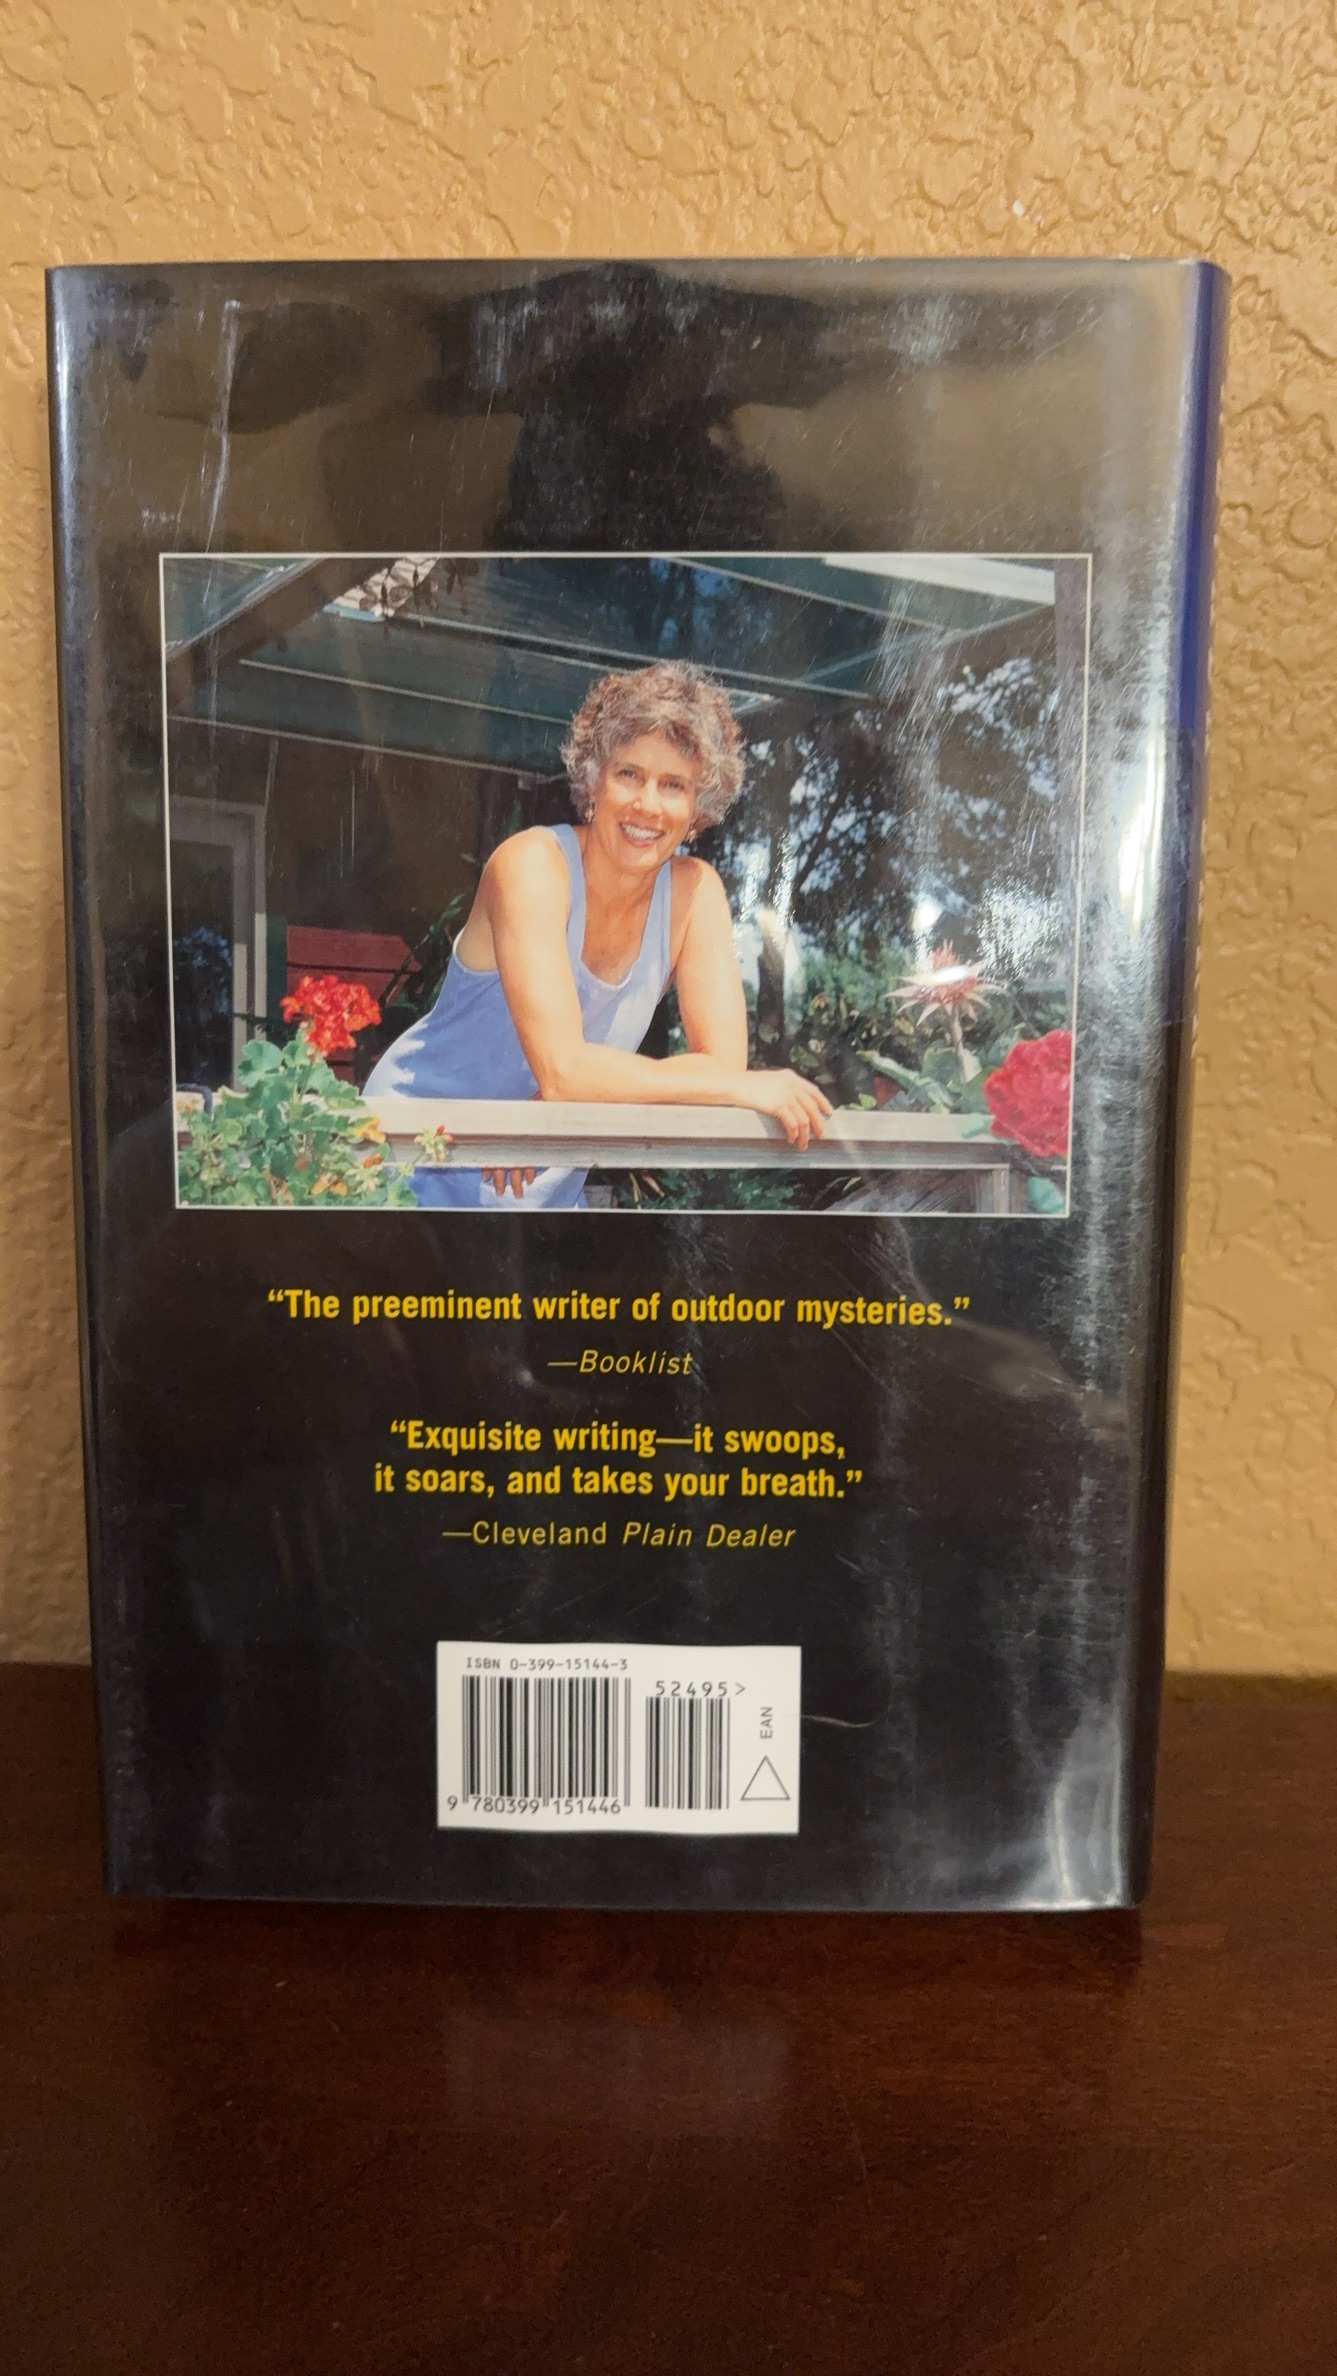 “The preeminent writer of outdoor mysteries.”
—Booklist
“Exquisite writing—it swoops,
it soars, and takes your breath.”
—Cleveland Plain Dealer
ISBN 0-399-15144-3
52495>
EAN
9 780399 151446